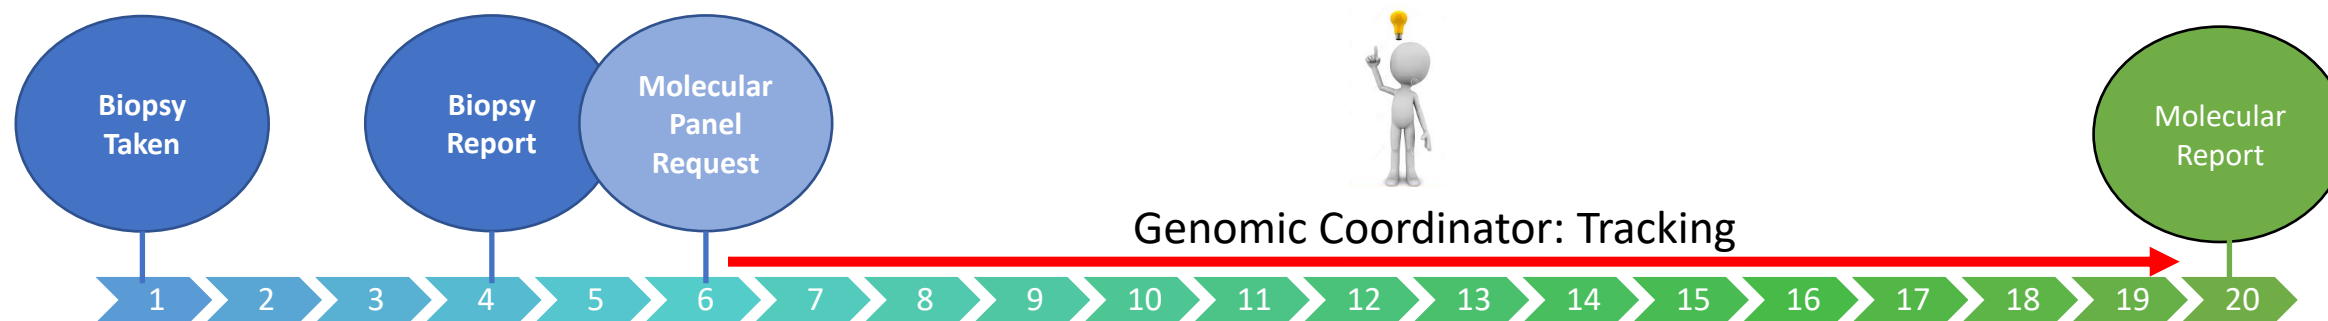 Biopsy
Taken
Biopsy
Report
Molecular
Panel
Request
Molecular
Report
Genomic Coordinator: Tracking
1 2 3 4 5 6 7 8 9 10 11 12 13 14 15 16 17 18 19 20